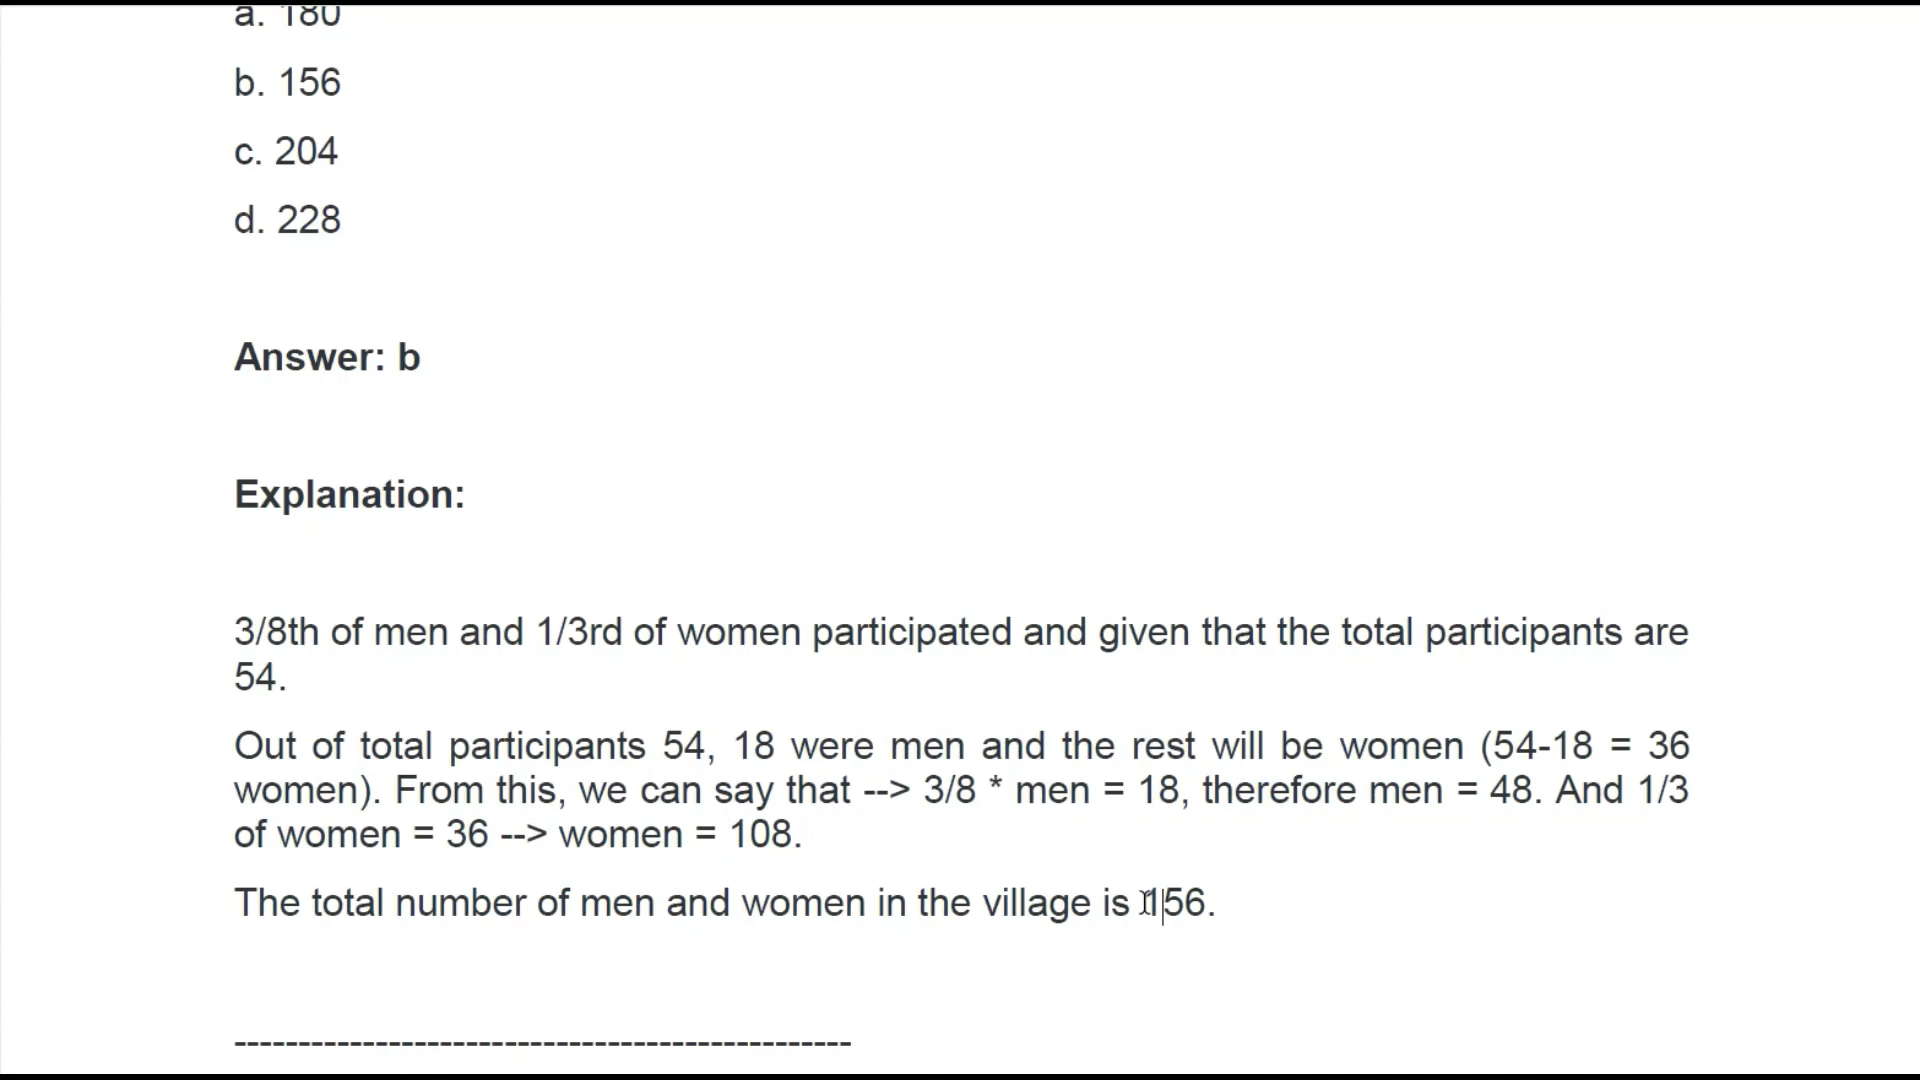 a. 180
b. 156
c. 204
d. 228
Answer: b
Explanation:
3/8th of men and 1/3rd of women participated and given that the total participants are
54.
Out of total participants 54, 18 were men and the rest will be women (54-18 = 36
women). From this, we can say that --> 3/8 * men = 18, therefore men = 48. And 1/3
of women = 36 --> women = 108.
The total number of men and women in the village is 156.
------------------------------------------------